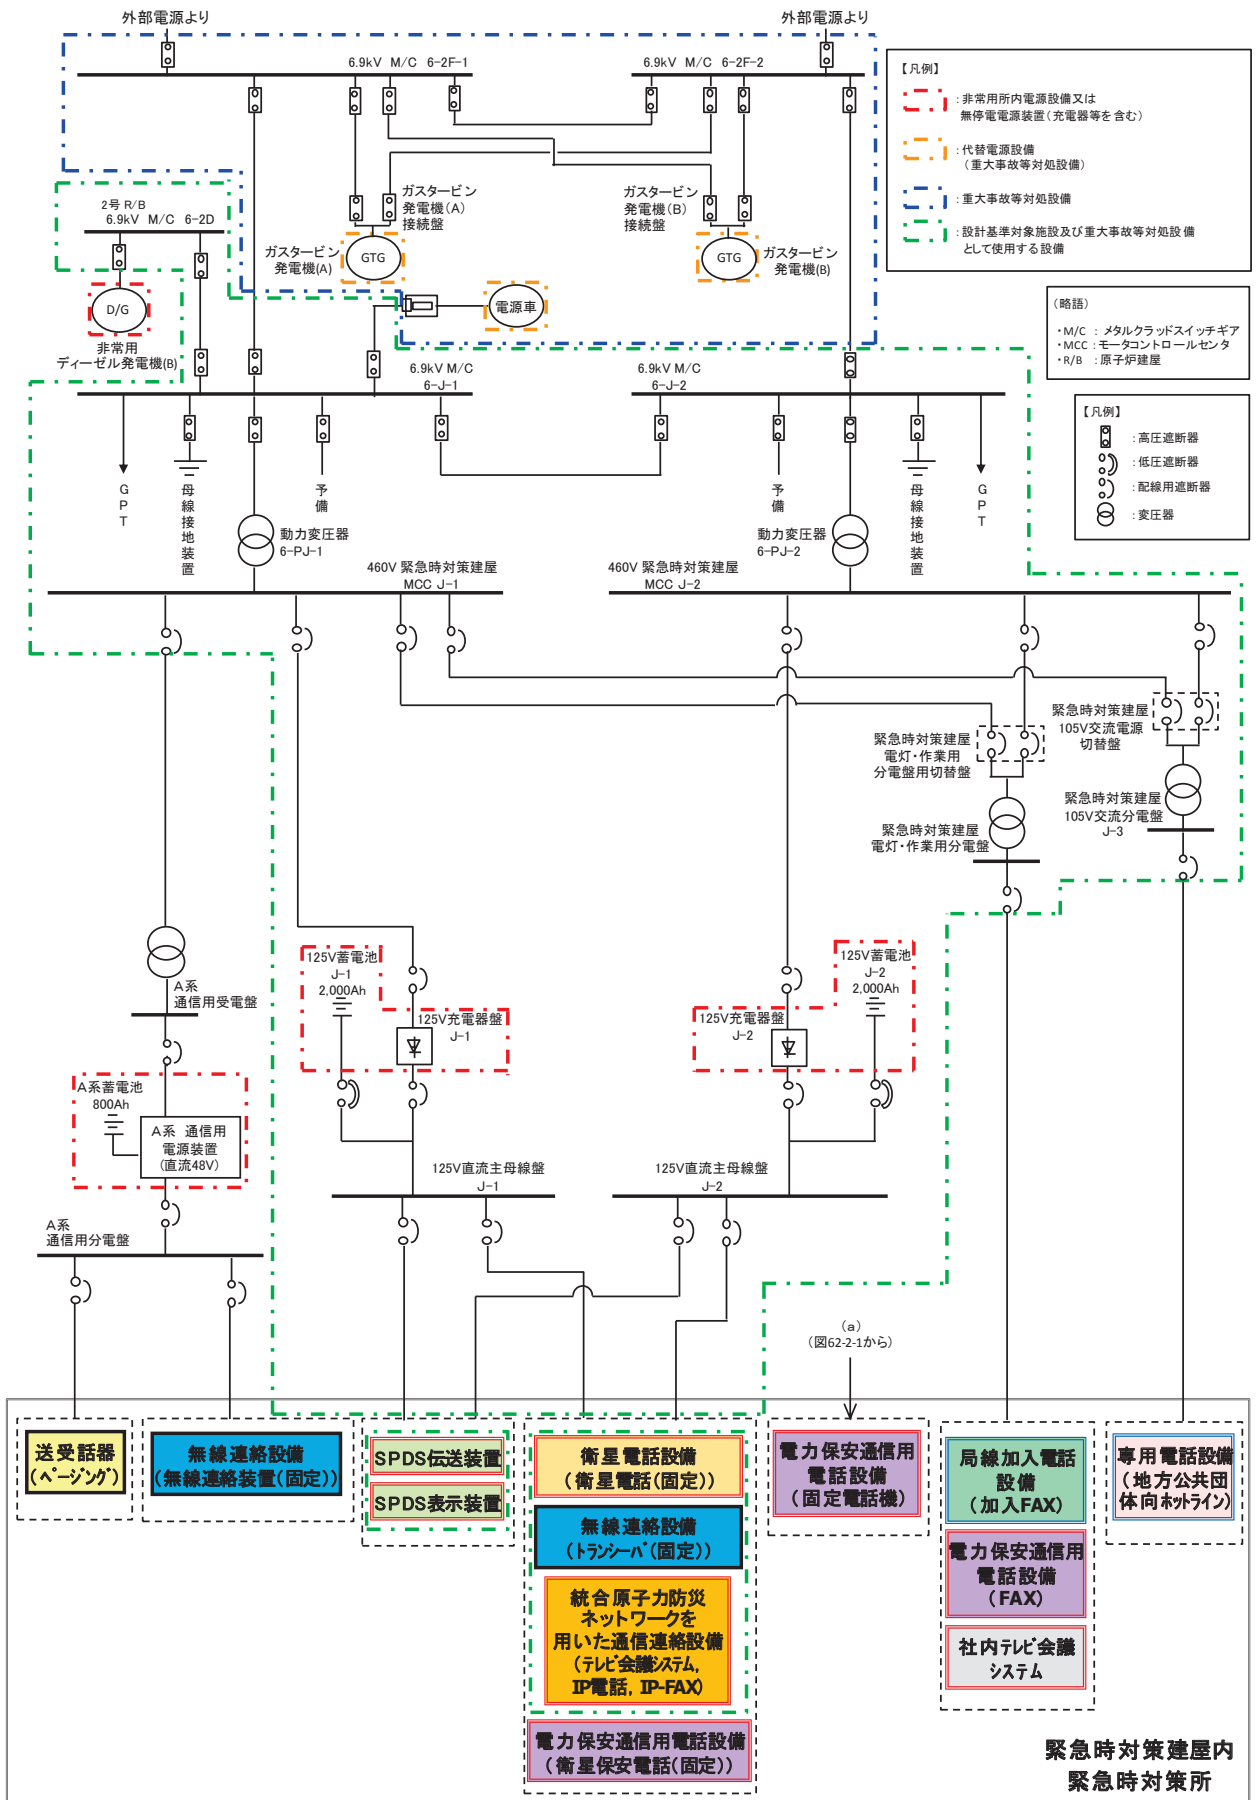 外部電源より
外部電源より
6.9kV M/C 6-2F-1
6.9kV M/C 6-2F-2
【凡例】
：非常用所内電源設備又は
無停電電源装置（充電器等を含む）
：代替電源設備
（重大事故等対処設備）
：重大事故等対処設備
：設計基準対象施設及び重大事故等対処設備
として使用する設備
2号 R/B
6.9kV M/C 6-2D
ガスタービン
発電機（A）
接続盤
ガスタービン
発電機（B）
接続盤
ガスタービン
発電機(A)
GTG
GTG
ガスタービン
発電機(B)
D/G
非常用
ディーゼル発電機(B)
電源車
（略語）
・M/C ： メタルクラッドスイッチギア
・MCC ：モータコントロールセンタ
・R/B ：原子炉建屋
6.9kV M/C
6-J-1
6.9kV M/C
6-J-2
【凡例】
：高圧遮断器
：低圧遮断器
：配線用遮断器
：変圧器
GPT
母線接地装置
予備
予備
母線接地装置
GPT
動力変圧器
6-PJ-1
動力変圧器
6-PJ-2
460V 緊急時対策建屋
MCC J-1
460V 緊急時対策建屋
MCC J-2
緊急時対策建屋
105V交流電源
切替盤
緊急時対策建屋
電灯・作業用
分電盤用切替盤
緊急時対策建屋
105V交流分電盤
J-3
緊急時対策建屋
電灯・作業用分電盤
A系
通信用受電盤
125V蓄電池
J-1
2,000Ah
125V充電器盤
J-1
125V蓄電池
J-2
2,000Ah
125V充電器盤
J-2
A系蓄電池
800Ah
A系 通信用
電源装置
(直流48V)
125V直流主母線盤
J-1
125V直流主母線盤
J-2
A系
通信用分電盤
(a)
（図62-2-1から）
送受話器
（ページング）
無線連絡設備
（無線連絡装置（固定））
SPDS伝送装置
SPDS表示装置
衛星電話設備
（衛星電話（固定））
無線連絡設備
（トランシーバ（固定））
統合原子力防災
ネットワークを
用いた通信連絡設備
（テレビ会議システム，
IP電話，IP-FAX）
電力保安通信用電話設備
（衛星保安電話（固定））
電力保安通信用
電話設備
（固定電話機）
局線加入電話
設備
（加入FAX）
電力保安通信用
電話設備
（FAX）
社内テレビ会議
システム
専用電話設備
（地方公共団
体向ホットライン）
緊急時対策建屋内
緊急時対策所